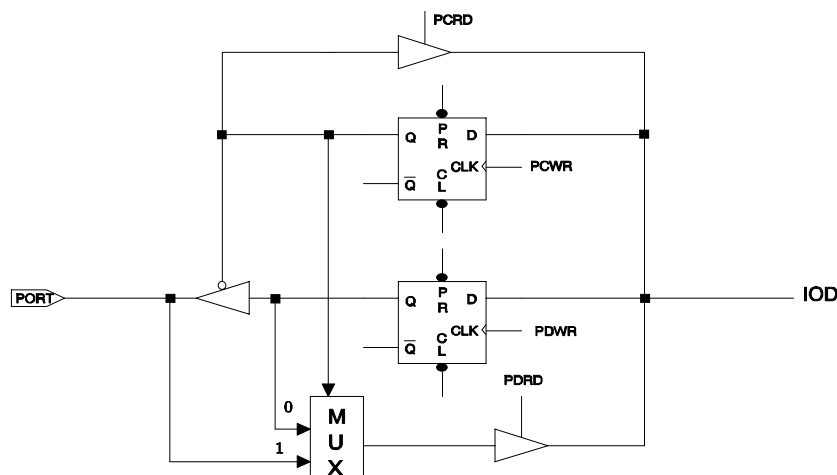 PCRD
Q P R D
CLK PCWR
Q̅ C L
PORT
Q P R D
IOD
CLK PDWR
Q̅ C L
PDRD
0
1
M
U
X